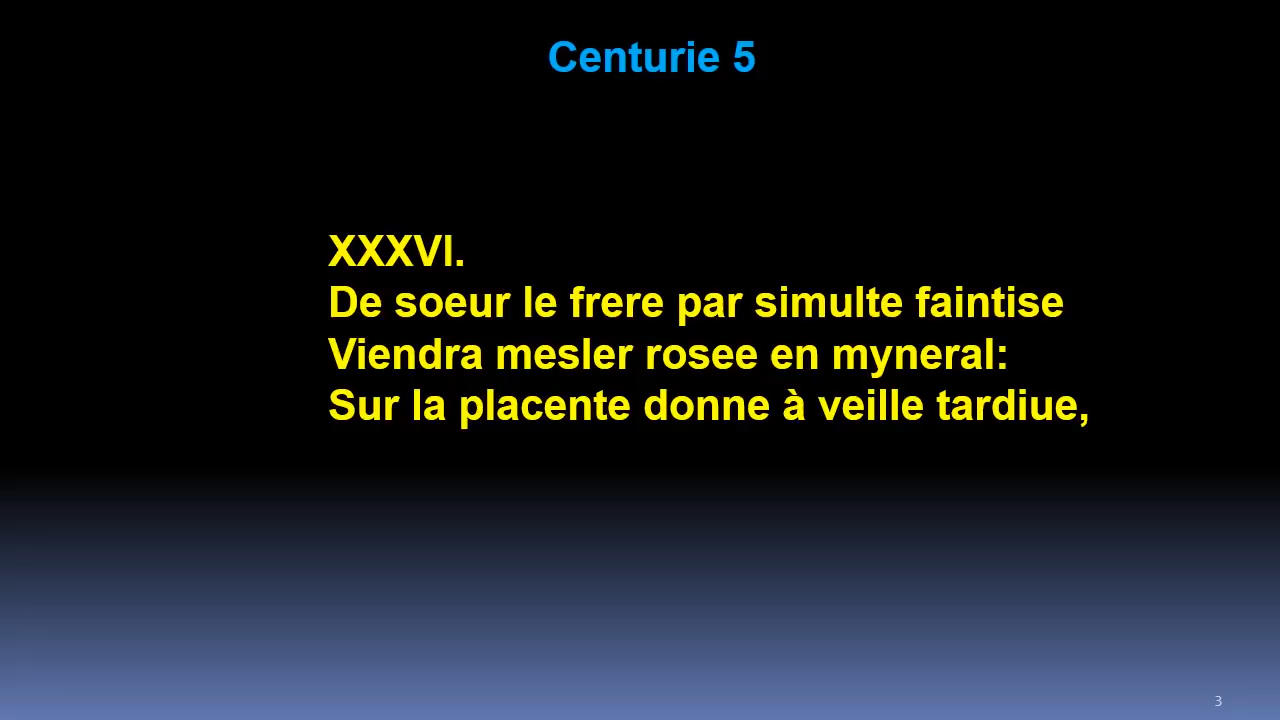 Centurie 5
XXXVI.
De soeur le frere par simulte faintise
Viendra mesler rosee en myneral:
Sur la placente donne à veille tardiue,
3